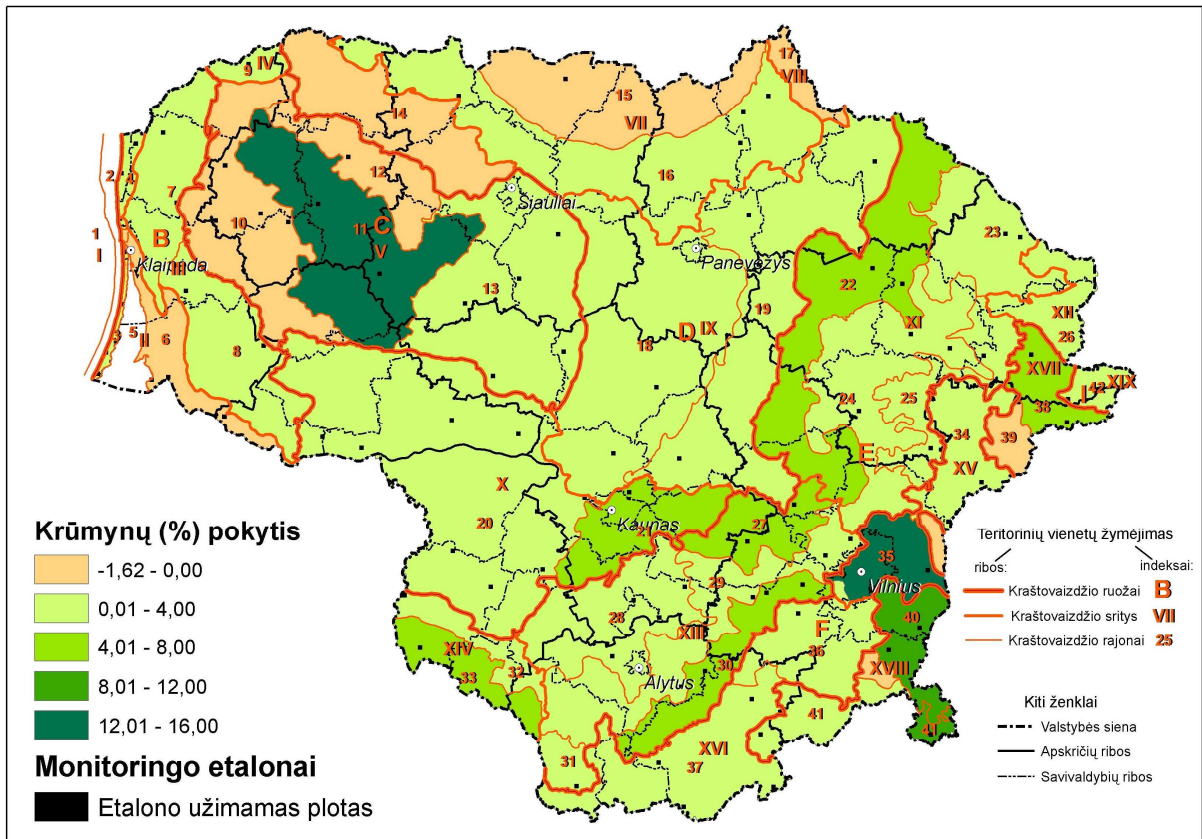 17
9 IV
VIII
15
VII
14
12
16
2
4
7
Šiauliai
10
11 C
V
1
I
B
23
Klaipėda
III
Panevėžys
22
13
19
XII
XI
5
II
3
6
8
D IX
18
26
XVII
24
25
42 XIX
38
34
39
XV
E
X
20
Kaunas
21
27
35
Vilnius
29
28
40
XIII
F
36
XIV
33
32
Alytus
30
XVIII
41
41
XVI
31
37
Krūmynų (%) pokytis
-1,62 - 0,00
0,01 - 4,00
4,01 - 8,00
8,01 - 12,00
12,01 - 16,00
Monitoringo etalonai
Etalono užimamas plotas
Teritorinių vienetų žymėjimas
ribos:
indeksai:
Kraštovaizdžio ruožai B
Kraštovaizdžio sritys VII
Kraštovaizdžio rajonai 25
Kiti ženklai
Valstybės siena
Apskričių ribos
Savivaldybių ribos